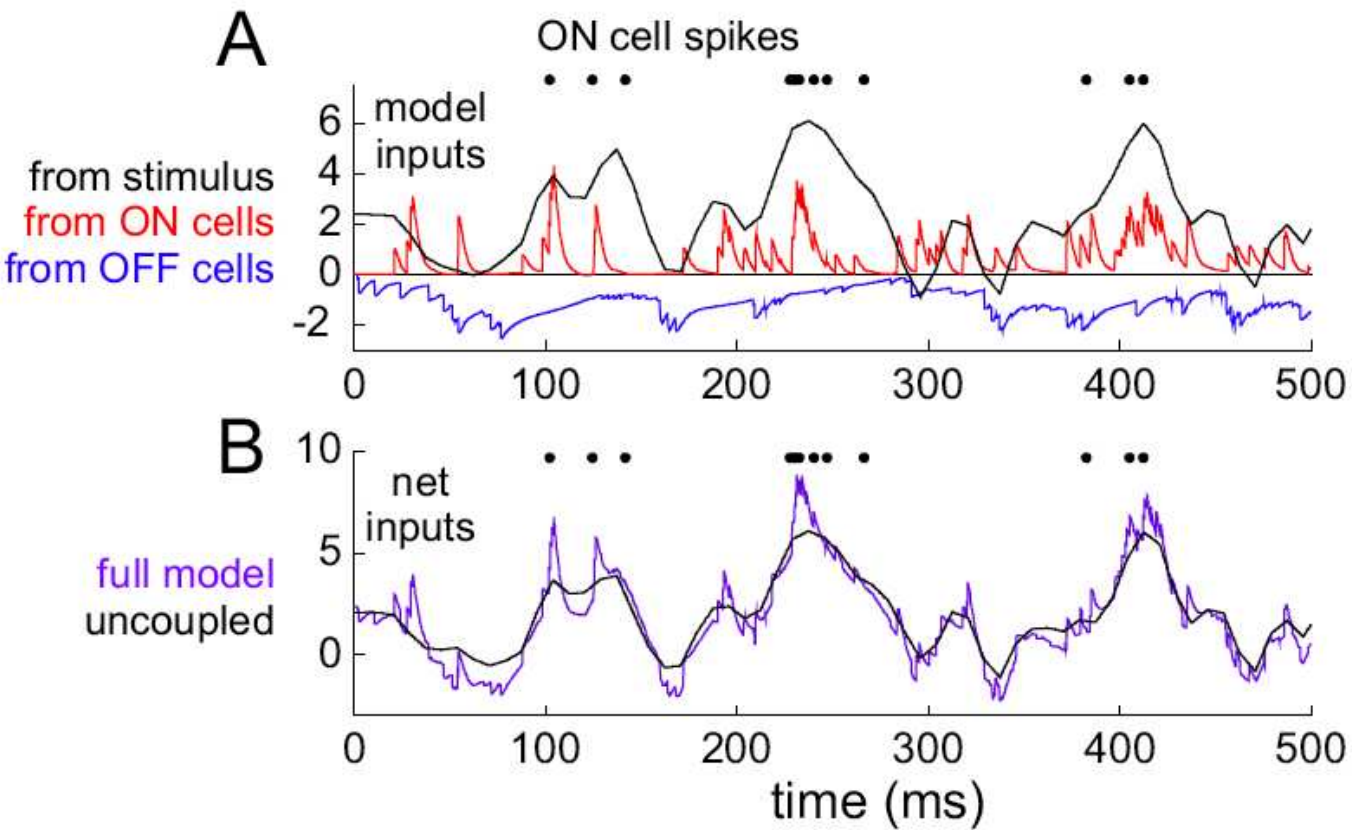 A
ON cell spikes
model
inputs
from stimulus
from ON cells
from OFF cells
6
4
2
0
-2
0 100 200 300 400 500
B
net
inputs
full model
uncoupled
10
5
0
0 100 200 300 400 500
time (ms)